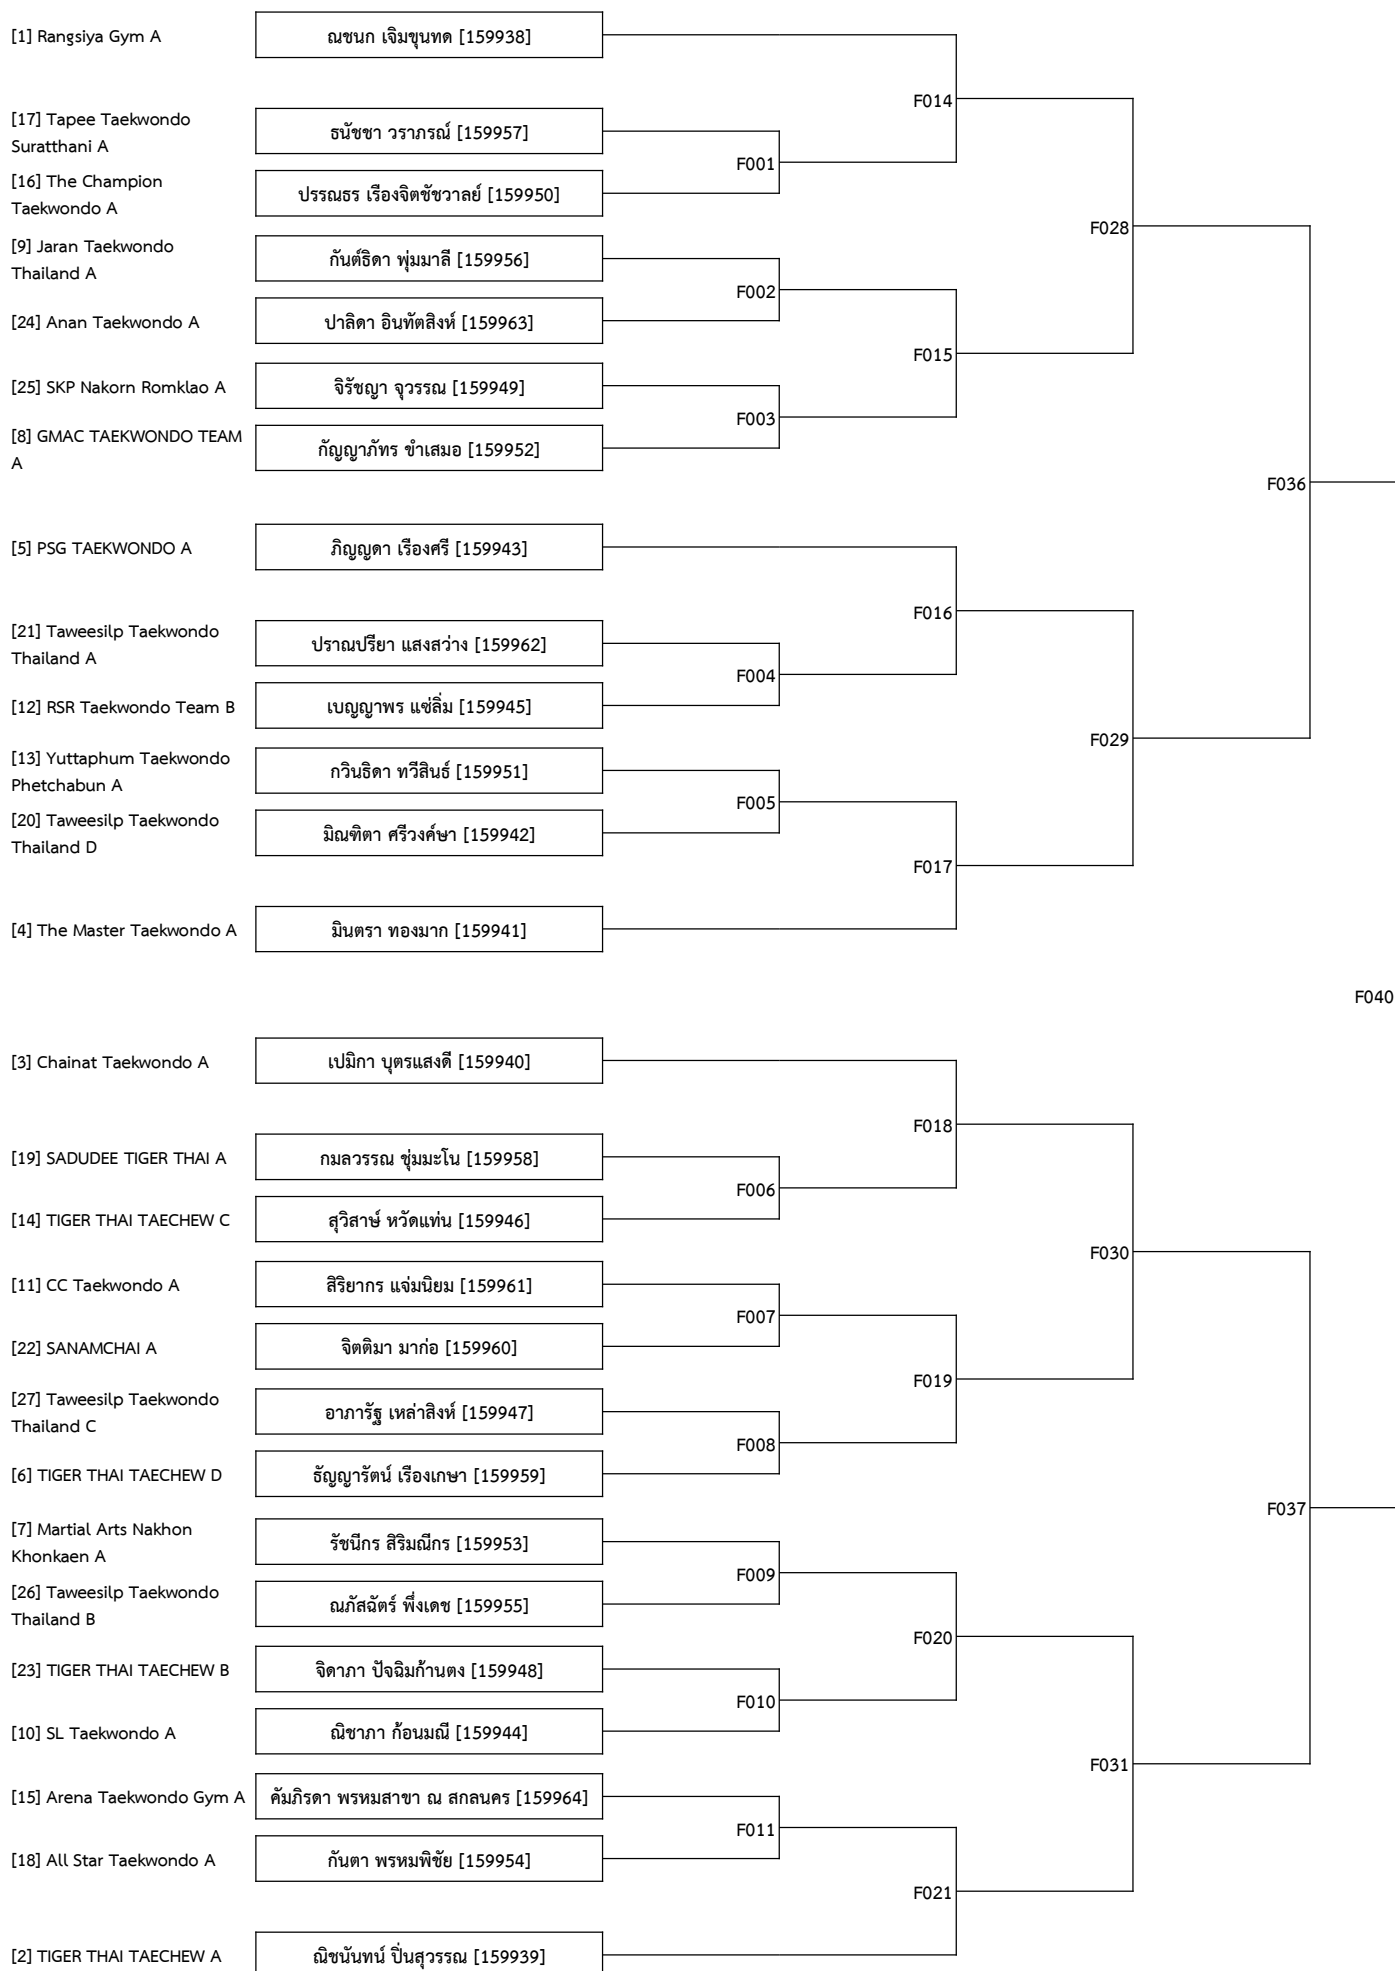 [1] Rangsiya Gym A
ณชนก เจิมขุนทด [159938]
F014
[17] Tapee Taekwondo
Suratthani A
ธนัชชา วราภรณ์ [159957]
F001
[16] The Champion
Taekwondo A
ปรรณธร เรืองจิตชัชวาลย์ [159950]
F028
[9] Jaran Taekwondo
Thailand A
กันต์ธิดา พุ่มมาลี [159956]
F002
[24] Anan Taekwondo A
ปาลิดา อินทัตสิงห์ [159963]
F015
[25] SKP Nakorn Romklao A
จิรัชญา จุวรรณ [159949]
F003
[8] GMAC TAEKWONDO TEAM
A
กัญญาภัทร ขำเสมอ [159952]
F036
[5] PSG TAEKWONDO A
ภิญญดา เรืองศรี [159943]
F016
[21] Taweesilp Taekwondo
Thailand A
ปราณปรียา แสงสว่าง [159962]
F004
[12] RSR Taekwondo Team B
เบญญาพร แซ่ลิ่ม [159945]
F029
[13] Yuttaphum Taekwondo
Phetchabun A
กวินธิดา ทวีสินธ์ [159951]
F005
[20] Taweesilp Taekwondo
Thailand D
มิณฑิตา ศรีวงค์ษา [159942]
F017
[4] The Master Taekwondo A
มินตรา ทองมาก [159941]
F040
[3] Chainat Taekwondo A
เปมิกา บุตรแสงดี [159940]
F018
[19] SADUDEE TIGER THAI A
กมลวรรณ ชุ่มมะโน [159958]
F006
[14] TIGER THAI TAECHEW C
สุวิสาษ์ หวัดแท่น [159946]
F030
[11] CC Taekwondo A
สิริยากร แจ่มนิยม [159961]
F007
[22] SANAMCHAI A
จิตติมา มาก่อ [159960]
F019
[27] Taweesilp Taekwondo
Thailand C
อาภารัฐ เหล่าสิงห์ [159947]
F008
[6] TIGER THAI TAECHEW D
ธัญญารัตน์ เรืองเกษา [159959]
F037
[7] Martial Arts Nakhon
Khonkaen A
รัชนีกร สิริมณีกร [159953]
F009
[26] Taweesilp Taekwondo
Thailand B
ณภัสฉัตร์ พึ่งเดช [159955]
F020
[23] TIGER THAI TAECHEW B
จิดาภา ปัจฉิมก้านตง [159948]
F010
[10] SL Taekwondo A
ณิชาภา ก้อนมณี [159944]
F031
[15] Arena Taekwondo Gym A
คัมภิรดา พรหมสาขา ณ สกลนคร [159964]
F011
[18] All Star Taekwondo A
กันตา พรหมพิชัย [159954]
F021
[2] TIGER THAI TAECHEW A
ณิชนันทน์ ปิ่นสุวรรณ [159939]